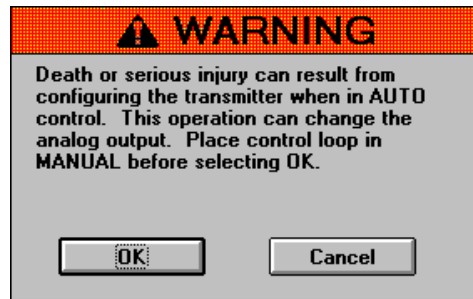 WARNING
Death or serious injury can result from
configuring the transmitter when in AUTO
control.  This operation can change the
analog output.  Place control loop in
MANUAL before selecting OK.
OK Cancel